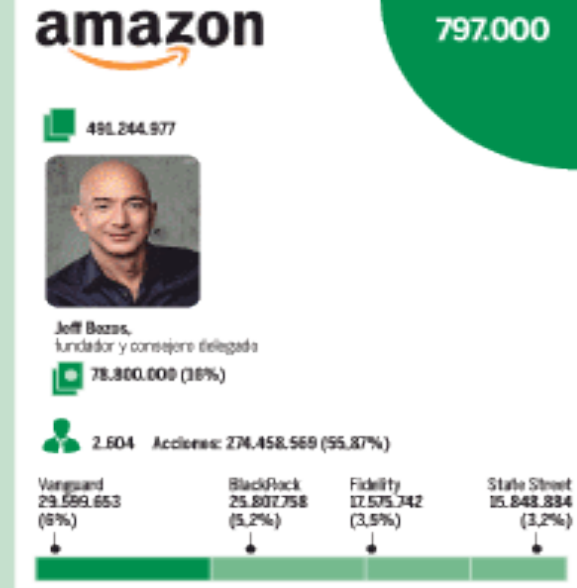 amazon
797.000
491.244.977
Jeff Bezos,
fundador y consejero delegado
78.800.000 (16%)
2.604 Acciones: 274.458.569 (55,87%)
Vanguard BlackRock Fidelity State Street
29.599.653 25.807.758 17.575.742 15.848.884
(6%) (5,2%) (3,5%) (3,2%)